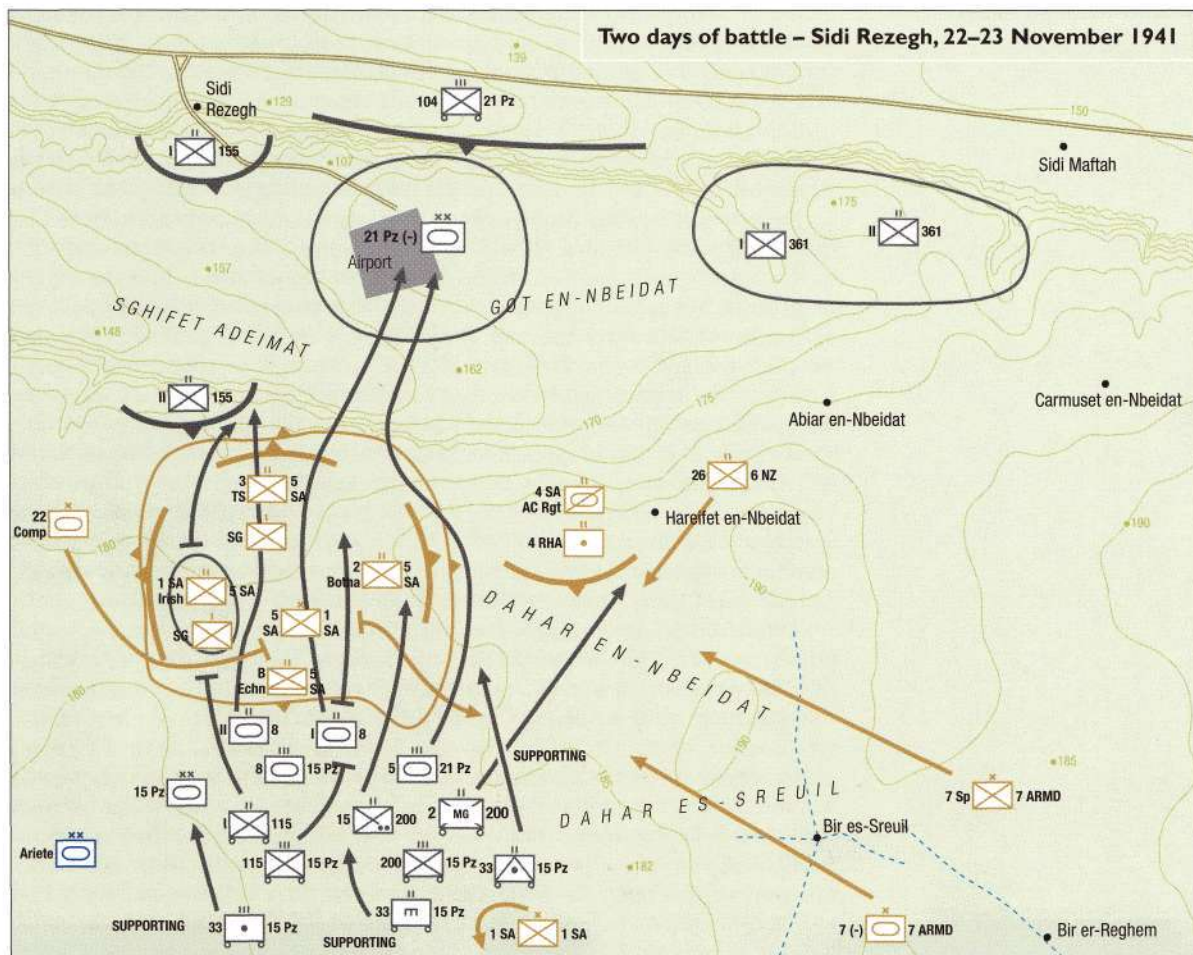 Two days of battle – Sidi Rezegh, 22–23 November 1941
139
104 21 Pz
Sidi
Rezegh
129
150
I 155
107
Sidi Maftah
175
21 Pz (-)
Airport
I 361
II 361
157
GOT EN-NBEIDAT
SGHIFET ADEIMAT
148
162
II 155
175
170
Abiar en-Nbeidat
Carmuset en-Nbeidat
3 5
TS SA
26 6 NZ
4 SA
AC Rgt
22
Comp
SG
4 RHA
Hareifet en-Nbeidat
190
180
2 5
Botha SA
1 SA
Irish 5 SA
190
SG
5 1
SA SA
DAHAR EN-NBEIDAT
B 5
Echn SA
180
180
II 8
I 8
190
8 15 Pz
5 21 Pz
SUPPORTING
185
185
15 Pz
7 Sp 7 ARMD
I 115
15 200
2 MG 200
DAHAR ES-SREUIL
Bir es-Sreuil
Ariete
115 15 Pz
200 15 Pz
33 15 Pz
182
SUPPORTING
33 15 Pz
33 15 Pz
SUPPORTING
1 SA 1 SA
7 (-) 7 ARMD
Bir er-Reghem